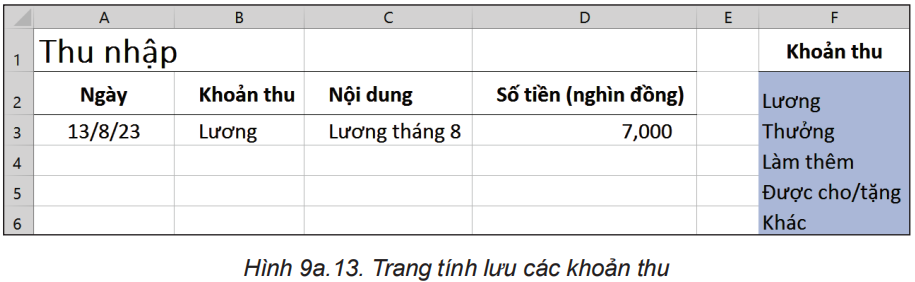 A B C D E F
1 Thu nhập Khoản thu
2 Ngày Khoản thu Nội dung Số tiền (nghìn đồng) Lương
3 13/8/23 Lương Lương tháng 8 7,000 Thưởng
4 Làm thêm
5 Được cho/tặng
6 Khác
Hình 9a.13. Trang tính lưu các khoản thu